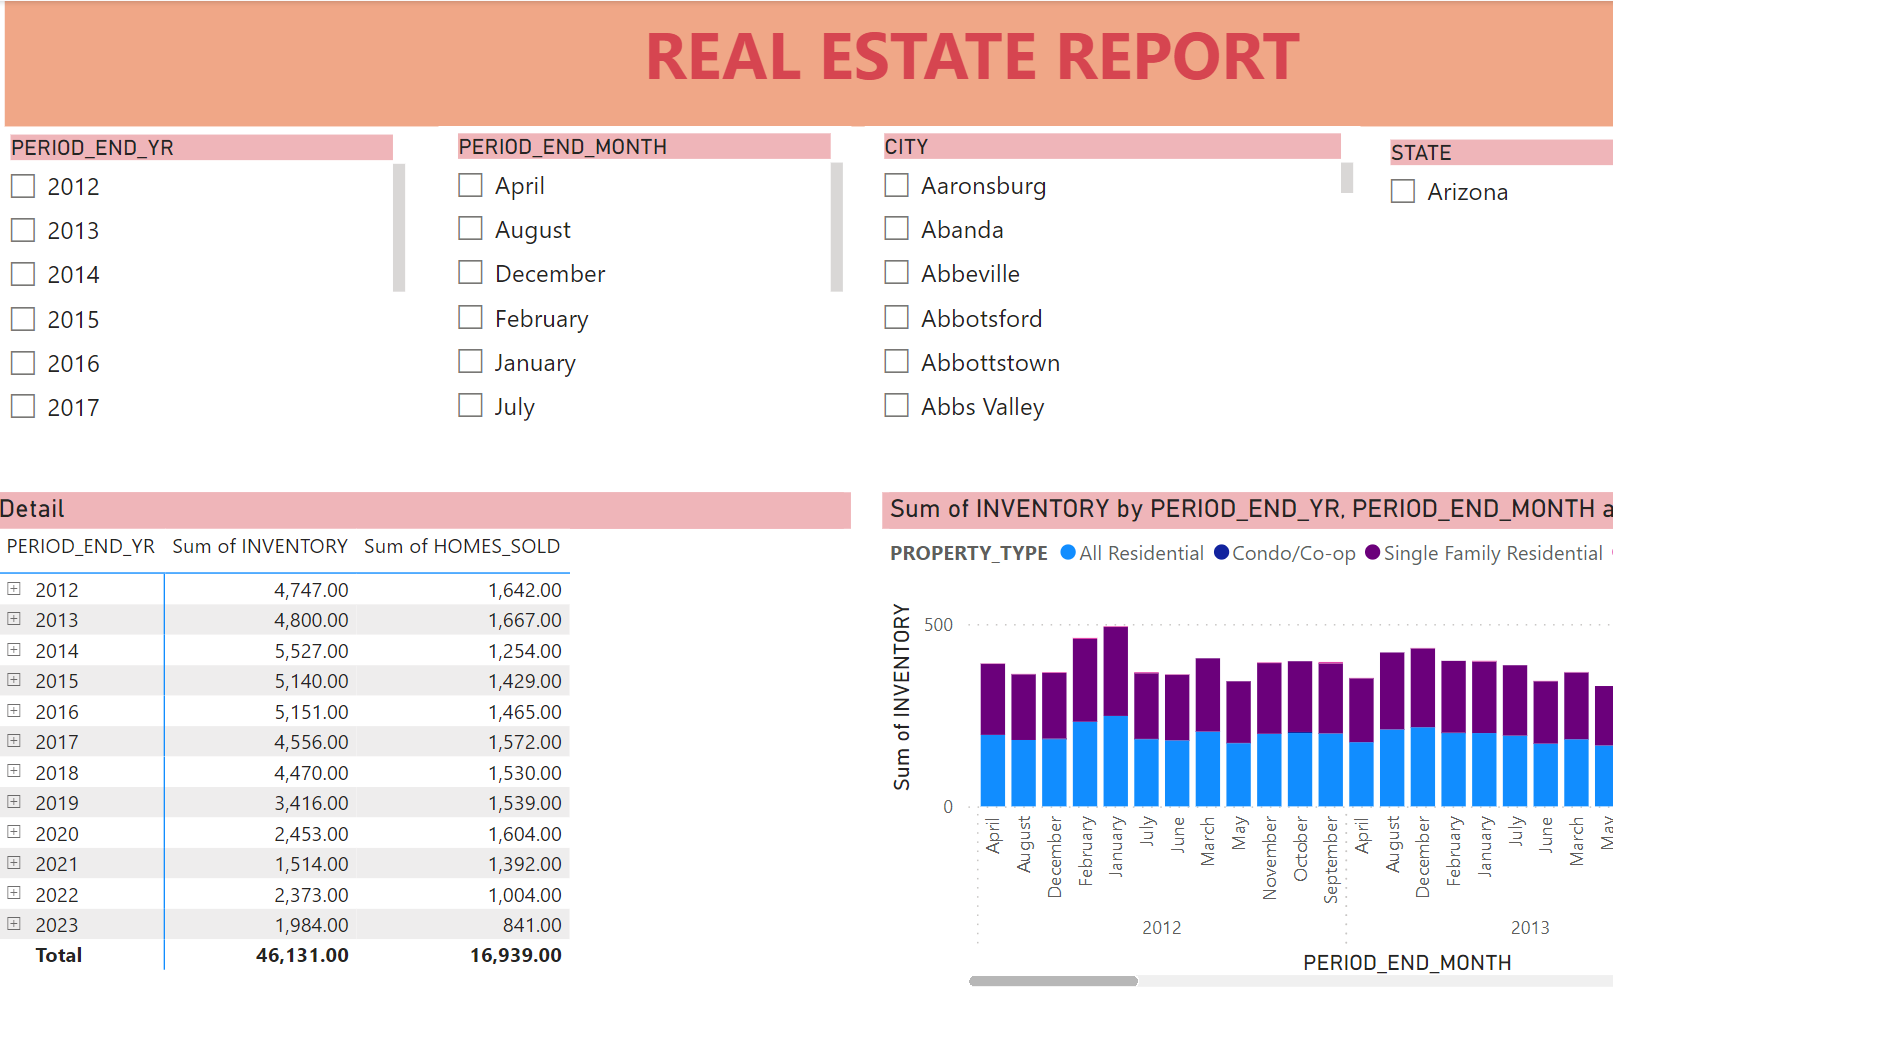 REAL ESTATE REPORT
PERIOD_END_YR
2012
2013
2014
2015
2016
2017
PERIOD_END_MONTH
April
August
December
February
January
July
CITY
Aaronsburg
Abanda
Abbeville
Abbotsford
Abbottstown
Abbs Valley
STATE
Arizona
Detail
PERIOD_END_YR Sum of INVENTORY Sum of HOMES_SOLD
2012 4,747.00 1,642.00
2013 4,800.00 1,667.00
2014 5,527.00 1,254.00
2015 5,140.00 1,429.00
2016 5,151.00 1,465.00
2017 4,556.00 1,572.00
2018 4,470.00 1,530.00
2019 3,416.00 1,539.00
2020 2,453.00 1,604.00
2021 1,514.00 1,392.00
2022 2,373.00 1,004.00
2023 1,984.00 841.00
Total 46,131.00 16,939.00
Sum of INVENTORY by PERIOD_END_YR, PERIOD_END_MONTH a
PROPERTY_TYPE All Residential Condo/Co-op Single Family Residential
Sum of INVENTORY
500
0
April
August
December
February
January
July
June
March
May
November
October
September
April
August
December
February
January
July
June
March
May
2012
2013
PERIOD_END_MONTH